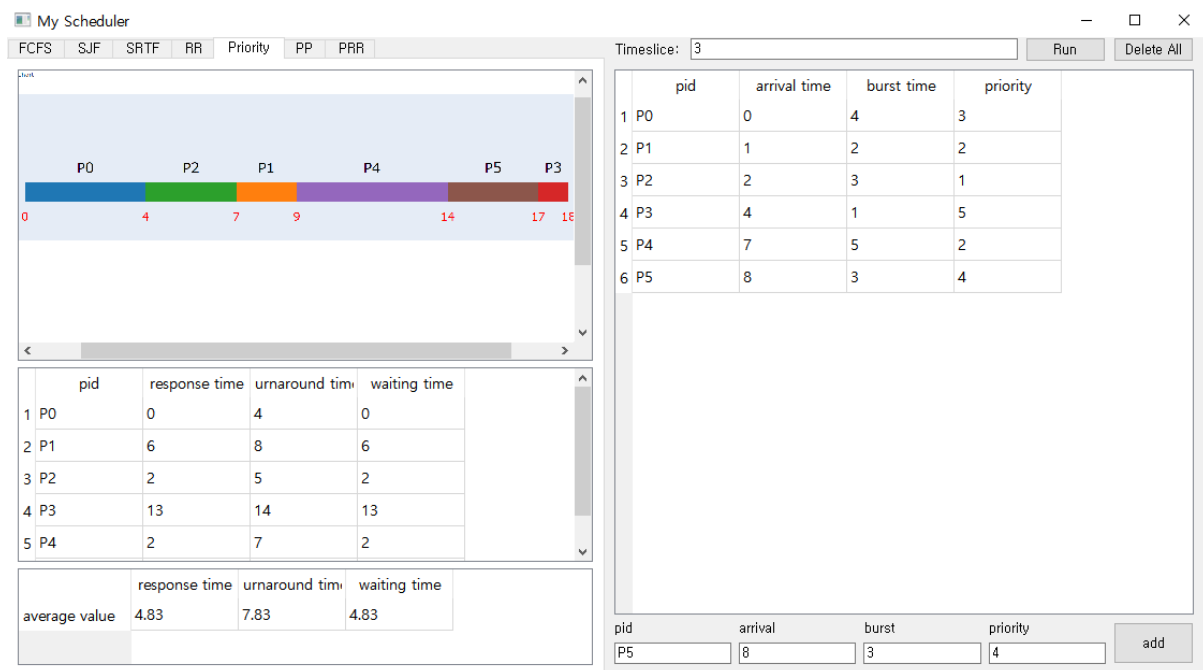 My Scheduler
FCFS SJF SRTF RR Priority PP PRR
Timeslice: 3 Run Delete All
chart
P0 P2 P1 P4 P5 P3
0 4 7 9 14 17 18
pid response time urnaround time waiting time
1 P0 0 4 0
2 P1 6 8 6
3 P2 2 5 2
4 P3 13 14 13
5 P4 2 7 2
response time urnaround time waiting time
average value 4.83 7.83 4.83
pid arrival time burst time priority
1 P0 0 4 3
2 P1 1 2 2
3 P2 2 3 1
4 P3 4 1 5
5 P4 7 5 2
6 P5 8 3 4
pid arrival burst priority
P5 8 3 4 add